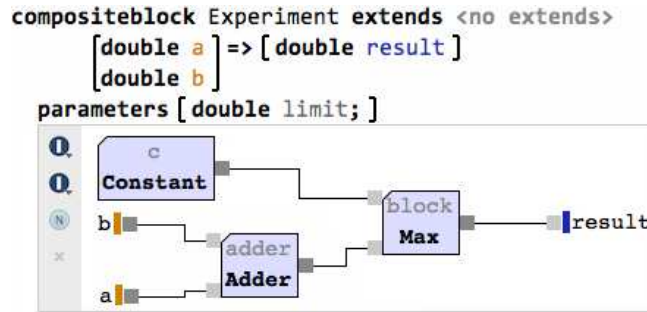 compositeblock Experiment extends <no extends>
[double a] => [double result]
[double b]
parameters [double limit;]
c
Constant
block
Max
result
b
adder
Adder
a
N
x